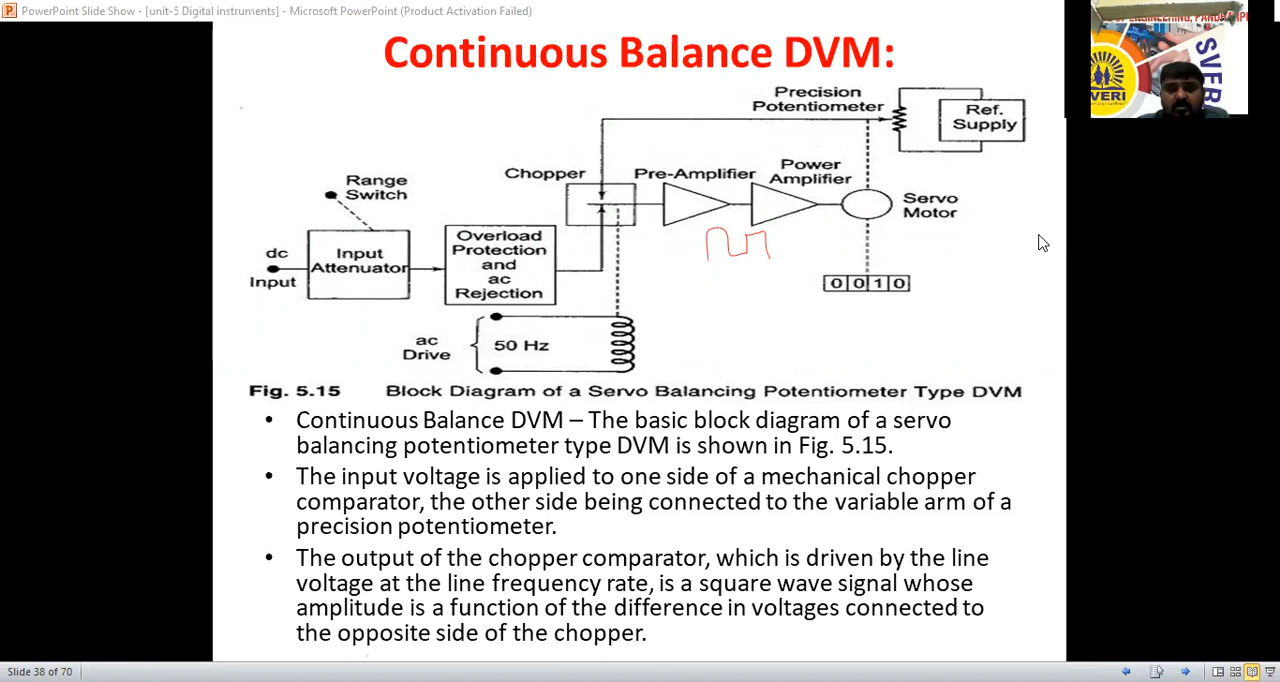 PowerPoint Slide Show - [unit-5 Digital instruments] - Microsoft PowerPoint (Product Activation Failed)
ENGINEERING, PANDHARP
SVERI
VERI
Continuous Balance DVM:
Precision
Potentiometer
Ref.
Supply
Chopper
Pre-Amplifier
Power
Amplifier
Range
Switch
Servo
Motor
dc
Input
Input
Attenuator
Overload
Protection
and
ac
Rejection
0 0 1 0
ac
Drive
50 Hz
Fig. 5.15 Block Diagram of a Servo Balancing Potentiometer Type DVM
• Continuous Balance DVM – The basic block diagram of a servo
balancing potentiometer type DVM is shown in Fig. 5.15.
• The input voltage is applied to one side of a mechanical chopper
comparator, the other side being connected to the variable arm of a
precision potentiometer.
• The output of the chopper comparator, which is driven by the line
voltage at the line frequency rate, is a square wave signal whose
amplitude is a function of the difference in voltages connected to
the opposite side of the chopper.
Slide 38 of 70